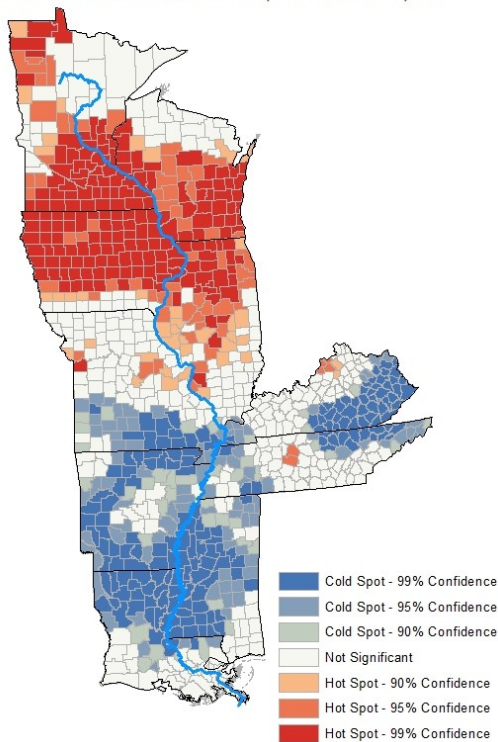 Cold Spot - 99% Confidence
Cold Spot - 95% Confidence
Cold Spot - 90% Confidence
Not Significant
Hot Spot - 90% Confidence
Hot Spot - 95% Confidence
Hot Spot - 99% Confidence